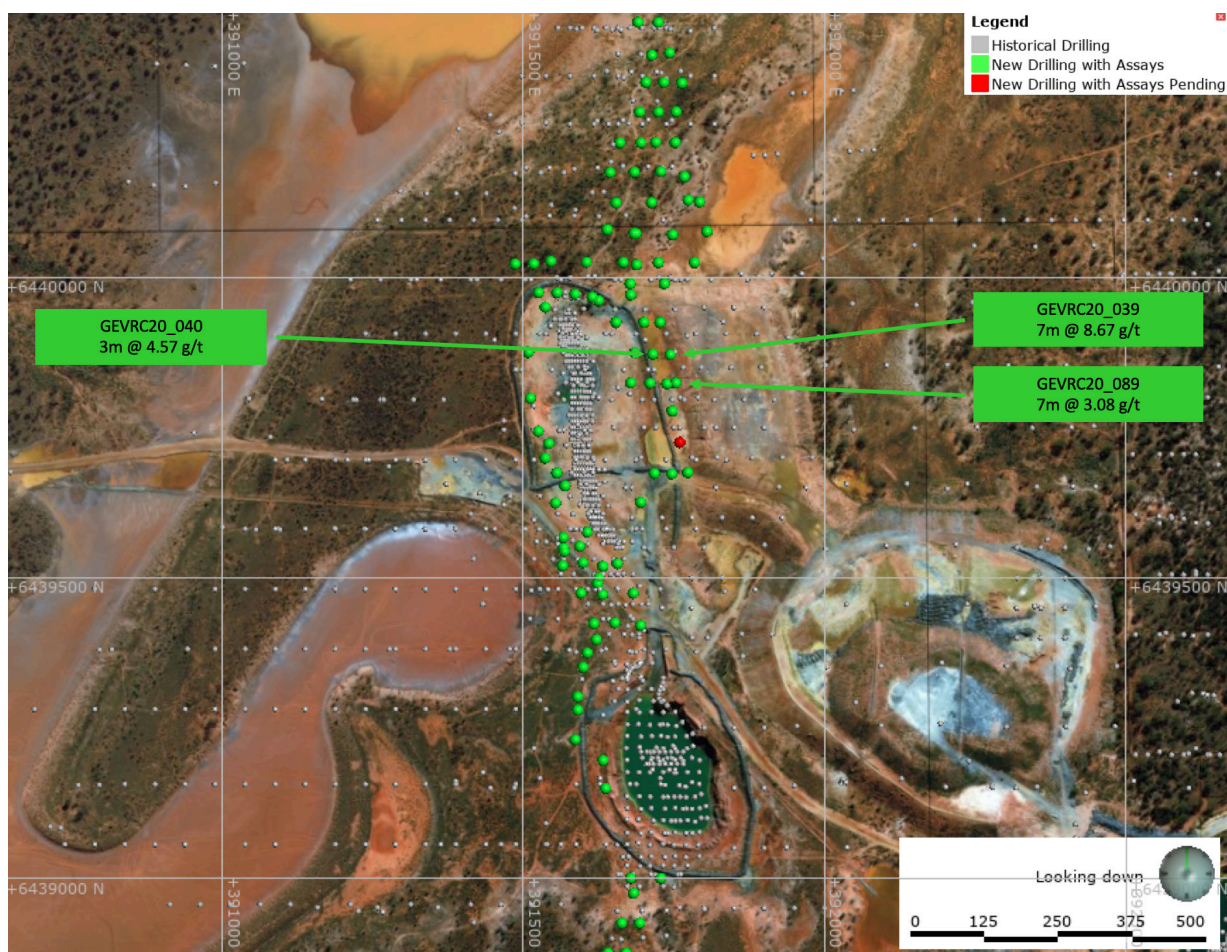 Legend
Historical Drilling
New Drilling with Assays
New Drilling with Assays Pending
+391000 E
+391500
+392000
+6440000 N
+6440000 N
GEVRC20_040
3m @ 4.57 g/t
GEVRC20_039
7m @ 8.67 g/t
GEVRC20_089
7m @ 3.08 g/t
+6439500 N
+6439500 N
+6439000 N
+391000
+391500
+392000
Looking down
0 125 250 375 500